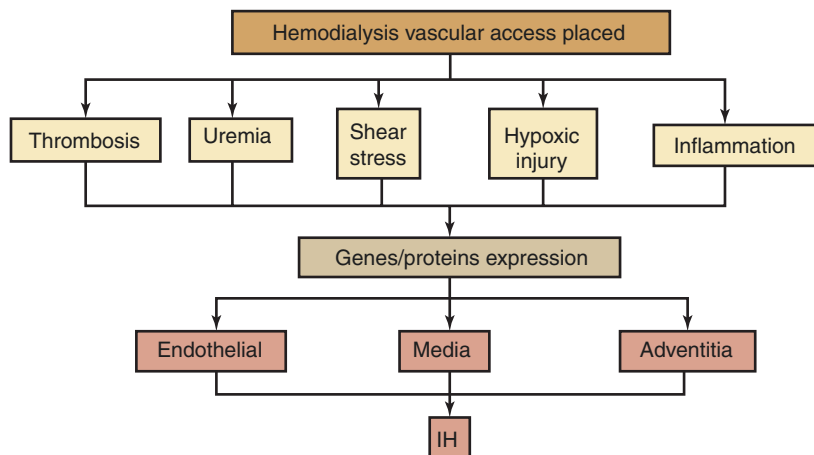 Hemodialysis vascular access placed
Thrombosis
Uremia
Shear
stress
Hypoxic
injury
Inflammation
Genes/proteins expression
Endothelial
Media
Adventitia
IH